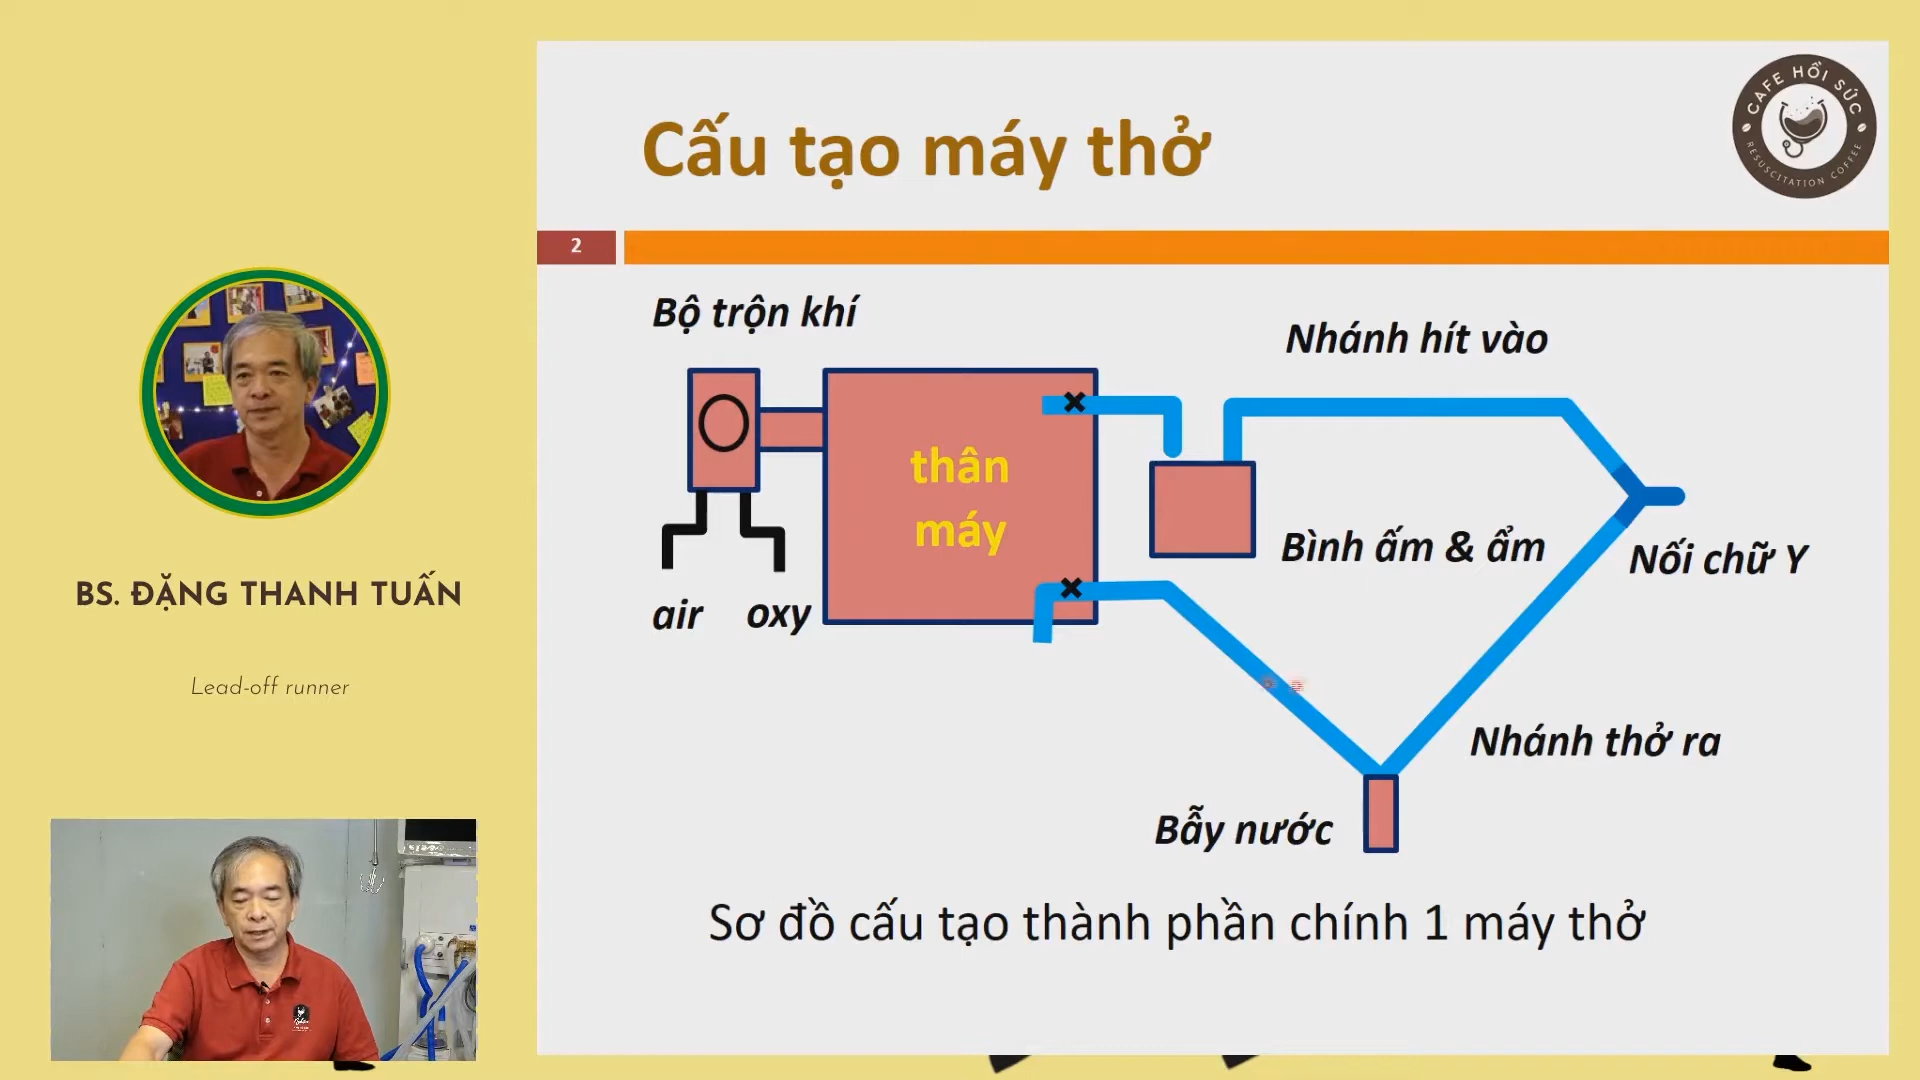 CAFE HỒI SỨC
RESUSCITATION COFFEE
Cấu tạo máy thở
2
Bộ trộn khí
Nhánh hít vào
thân
máy
Bình ấm & ẩm
Nối chữ Y
air
oxy
Nhánh thở ra
Bẫy nước
Sơ đồ cấu tạo thành phần chính 1 máy thở
BS. ĐẶNG THANH TUẤN
Lead-off runner